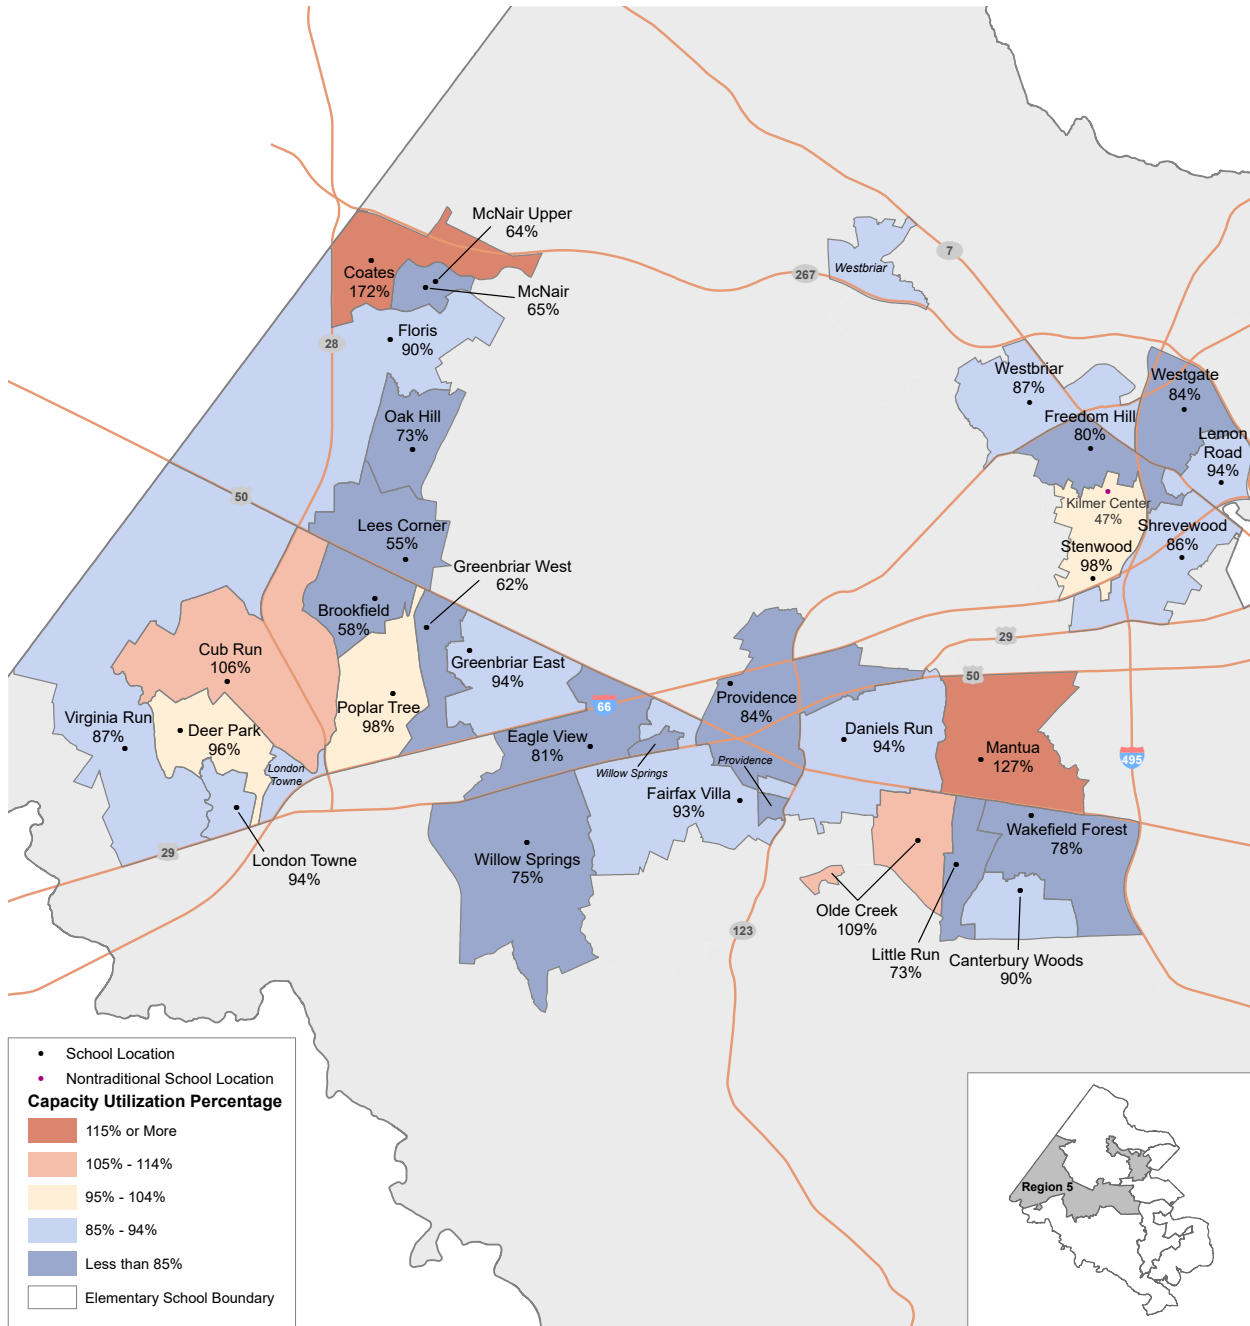 McNair Upper
64%
Coates
172%
McNair
65%
Floris
90%
28
267
7
Westbriar
Westbriar
87%
Westgate
84%
Freedom Hill
80%
Lemon
Road
94%
Oak Hill
73%
50
Kilmer Center
47%
Shrevewood
86%
Stenwood
98%
Lees Corner
55%
Greenbriar West
62%
Brookfield
58%
29
Cub Run
106%
Greenbriar East
94%
50
Poplar Tree
98%
Providence
84%
66
Virginia Run
87%
Deer Park
96%
Daniels Run
94%
Eagle View
81%
Mantua
127%
495
London
Towne
Willow Springs
Providence
Fairfax Villa
93%
Wakefield Forest
78%
29
London Towne
94%
Willow Springs
75%
Olde Creek
109%
123
Little Run
73%
Canterbury Woods
90%
School Location
Nontraditional School Location
Capacity Utilization Percentage
115% or More
105% - 114%
95% - 104%
85% - 94%
Less than 85%
Elementary School Boundary
Region 5